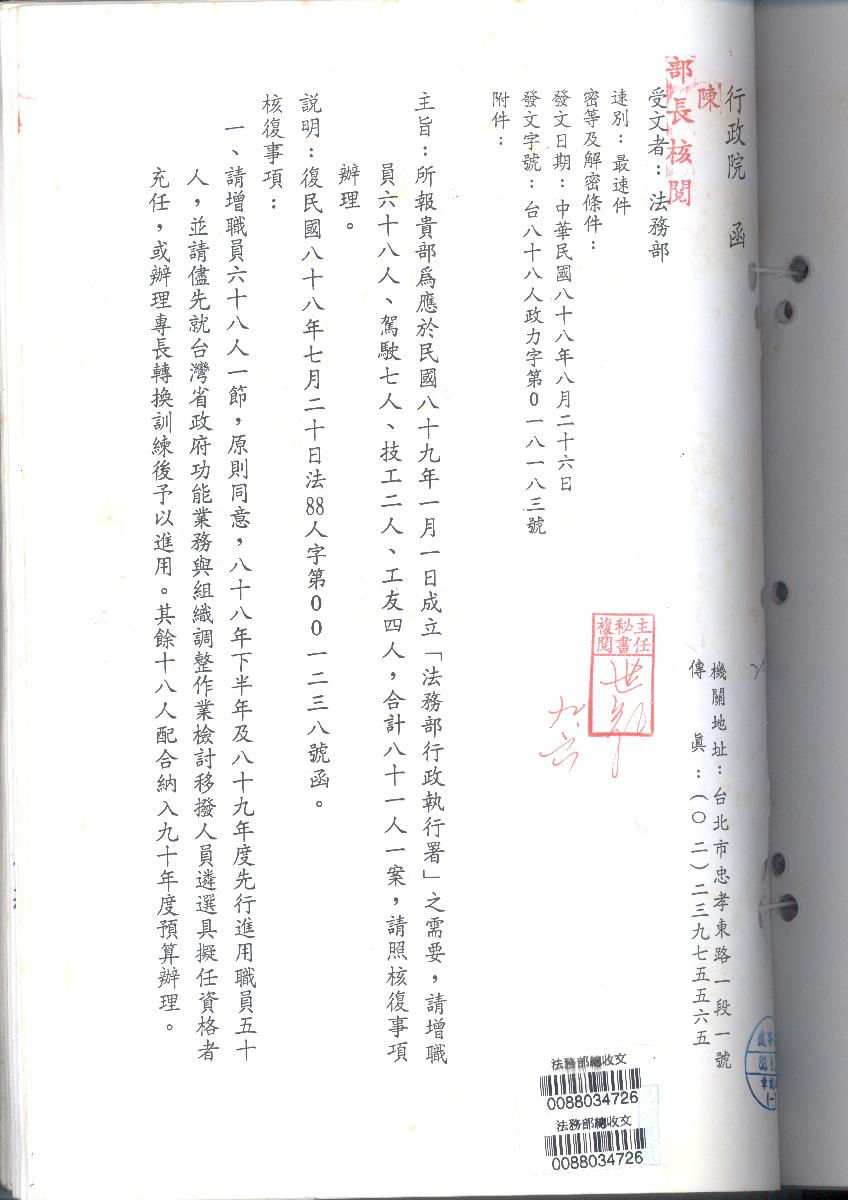 行政院 函
陳
部長核閱
機關地址：台北市忠孝東路一段一號
傳 眞：(〇二)二三九七五五六五
受文者：法務部
速別：最速件
密等及解密條件：
發文日期：中華民國八十八年八月二十六日
發文字號：台八十八人政力字第0一八一八三號
附件：
主任秘書複閱
九.六
主旨：所報貴部爲應於民國八十九年一月一日成立「法務部行政執行署」之需要，請增職
員六十八人、駕駛七人、技工二人、工友四人，合計八十一人一案，請照核復事項
辦理。
說明：復民國八十八年七月二十日法88人字第00一二三八號函。
核復事項：
一、請增職員六十八人一節，原則同意，八十八年下半年及八十九年度先行進用職員五十
人，並請儘先就台灣省政府功能業務與組織調整作業檢討移撥人員遴選具擬任資格者
充任，或辦理專長轉換訓練後予以進用。其餘十八人配合納入九十年度預算辦理。
法務部總收文
0088034726
法務部總收文
0088034726